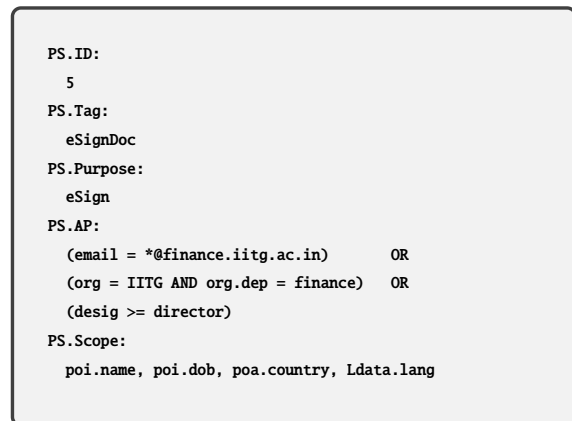 PS.ID:
5
PS.Tag:
eSignDoc
PS.Purpose:
eSign
PS.AP:
(email = *@finance.iitg.ac.in) OR
(org = IITG AND org.dep = finance) OR
(desig >= director)
PS.Scope:
poi.name, poi.dob, poa.country, Ldata.lang